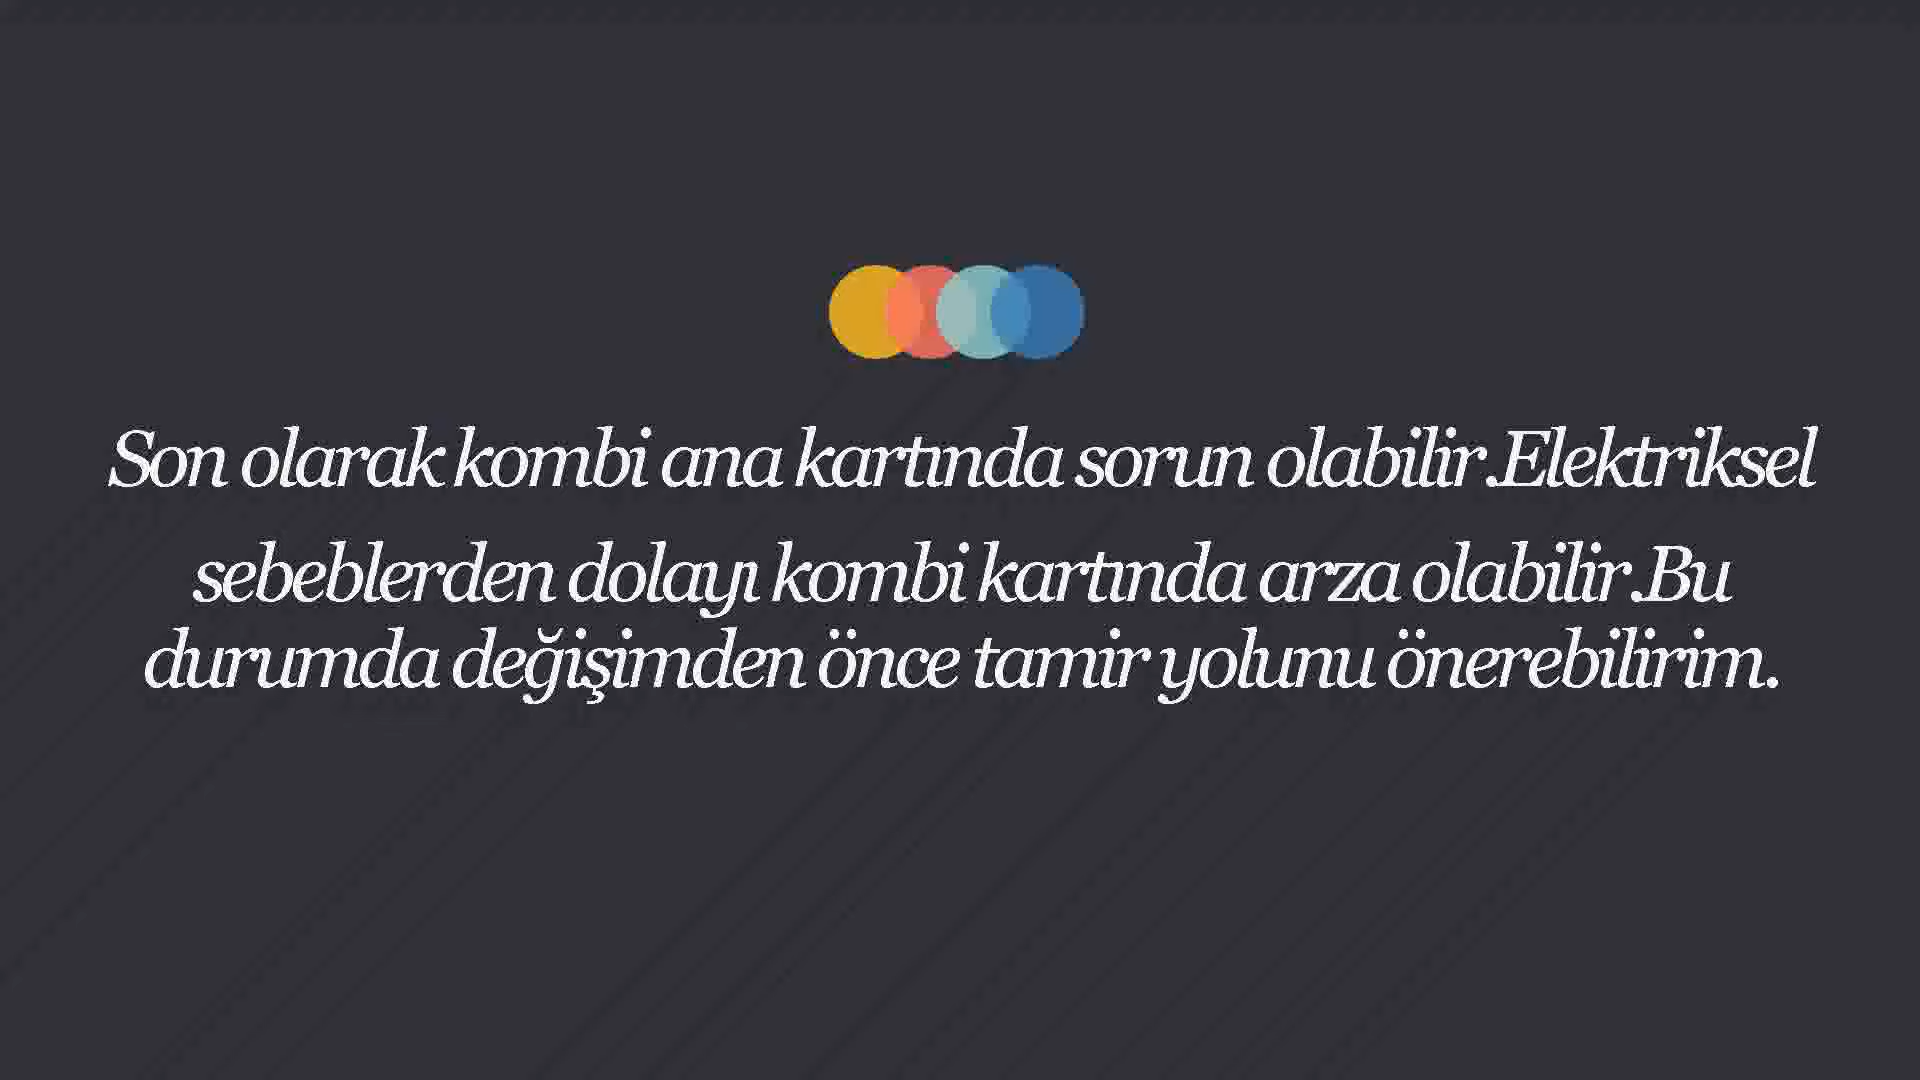 Son olarak kombi ana kartında sorun olabilir.Elektriksel
sebeblerden dolayı kombi kartında arza olabilir.Bu
durumda değişimden önce tamir yolunu önerebilirim.